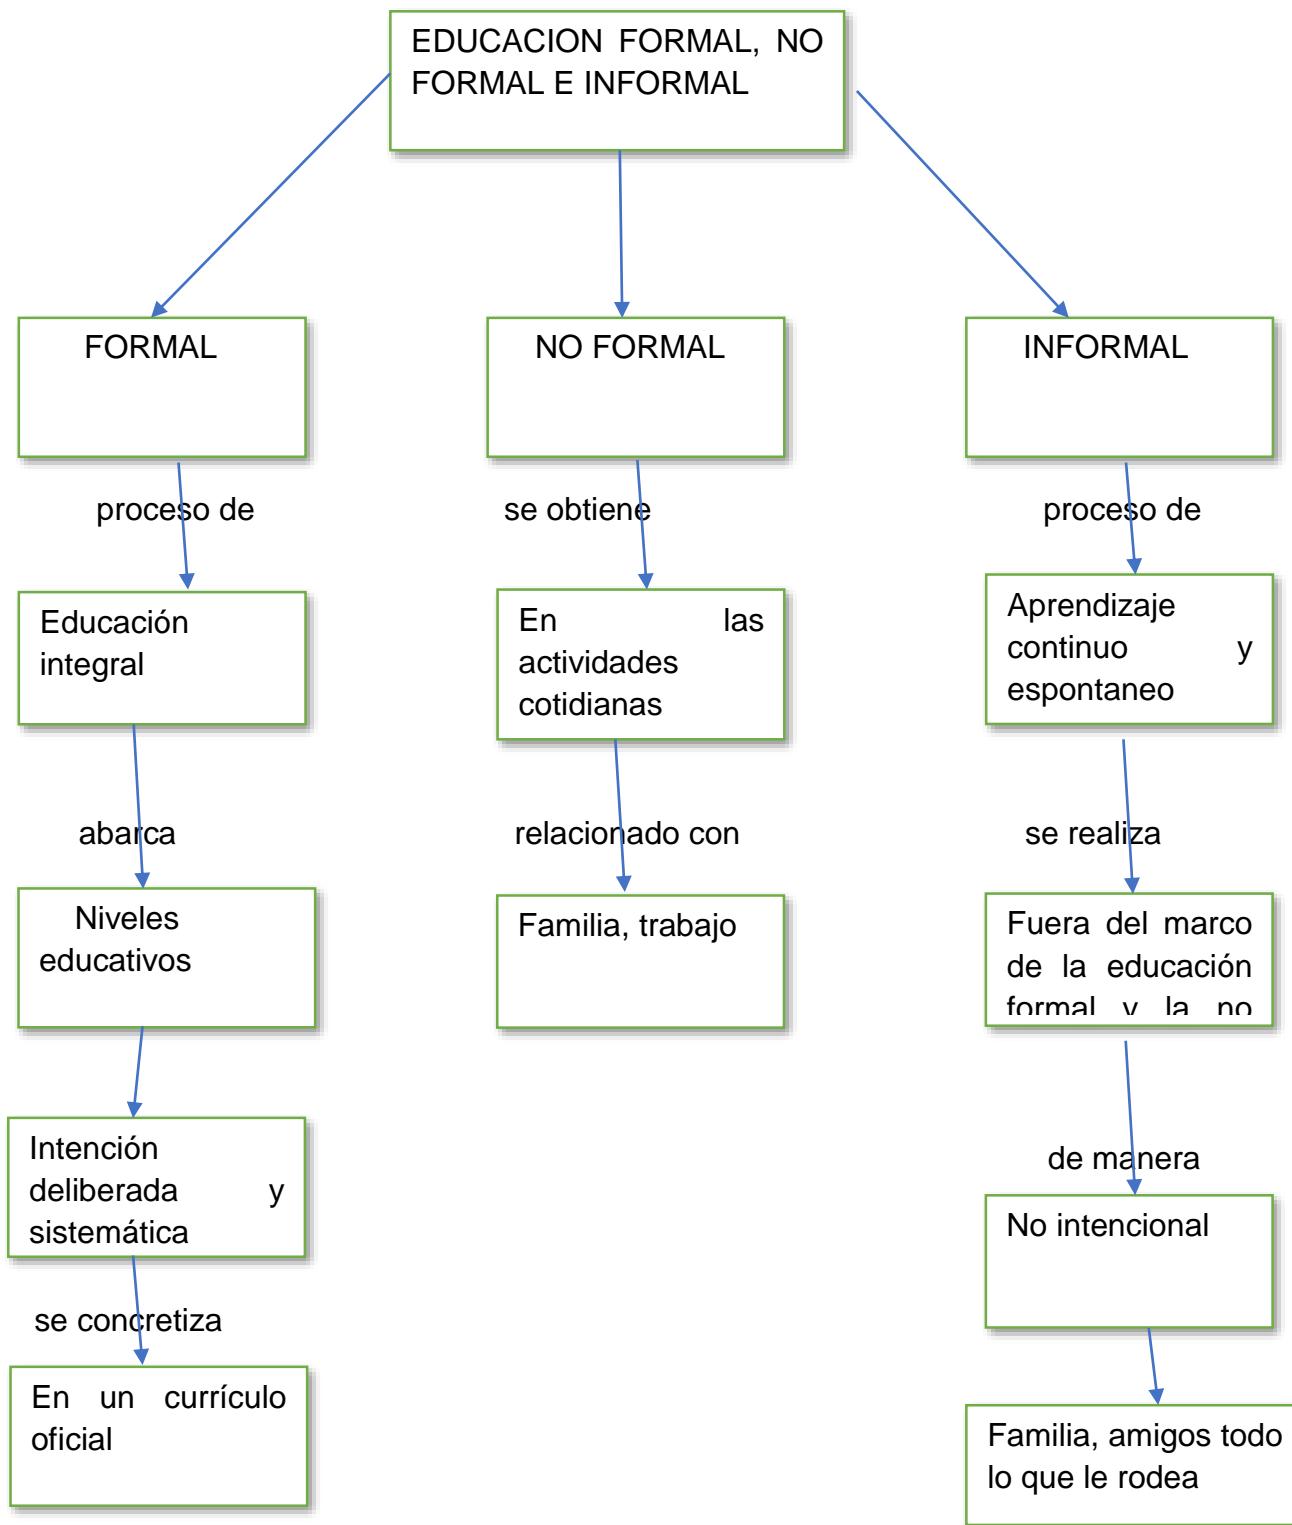 EDUCACION FORMAL, NO
FORMAL E INFORMAL
FORMAL
NO FORMAL
INFORMAL
proceso de
se obtiene
proceso de
Educación
integral
En las
actividades
cotidianas
Aprendizaje
continuo y
espontaneo
abarca
relacionado con
se realiza
Niveles
educativos
Familia, trabajo
Fuera del marco
de la educación
formal y la no
Intención
deliberada y
sistemática
de manera
No intencional
se concretiza
En un currículo
oficial
Familia, amigos todo
lo que le rodea